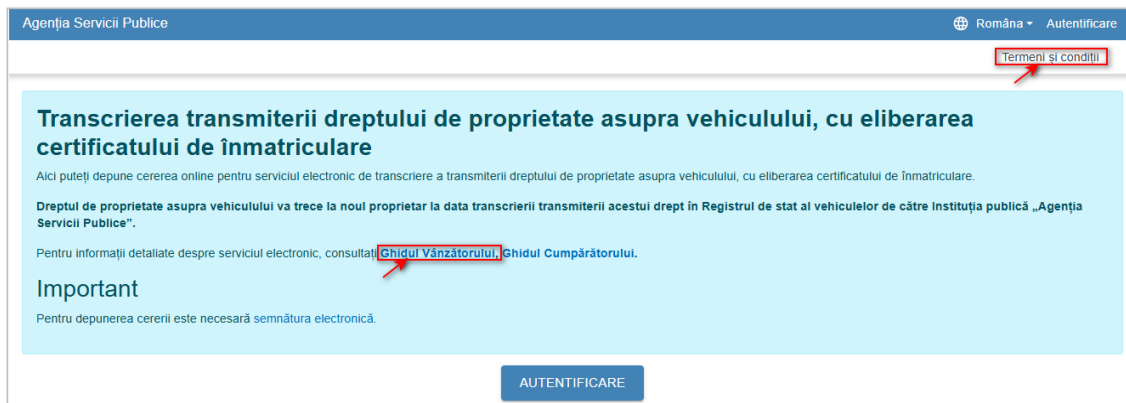 Agenția Servicii Publice
Româna Autentificare
Termeni și condiții
Transcrierea transmiterii dreptului de proprietate asupra vehiculului, cu eliberarea
certificatului de înmatriculare
Aici puteți depune cererea online pentru serviciul electronic de transcriere a transmiterii dreptului de proprietate asupra vehiculului, cu eliberarea certificatului de înmatriculare.
Dreptul de proprietate asupra vehiculului va trece la noul proprietar la data transcrierii transmiterii acestui drept în Registrul de stat al vehiculelor de către Instituția publică „Agenția
Servicii Publice”.
Pentru informații detaliate despre serviciul electronic, consultați Ghidul Vânzătorului, Ghidul Cumpărătorului.
Important
Pentru depunerea cererii este necesară semnătura electronică.
AUTENTIFICARE